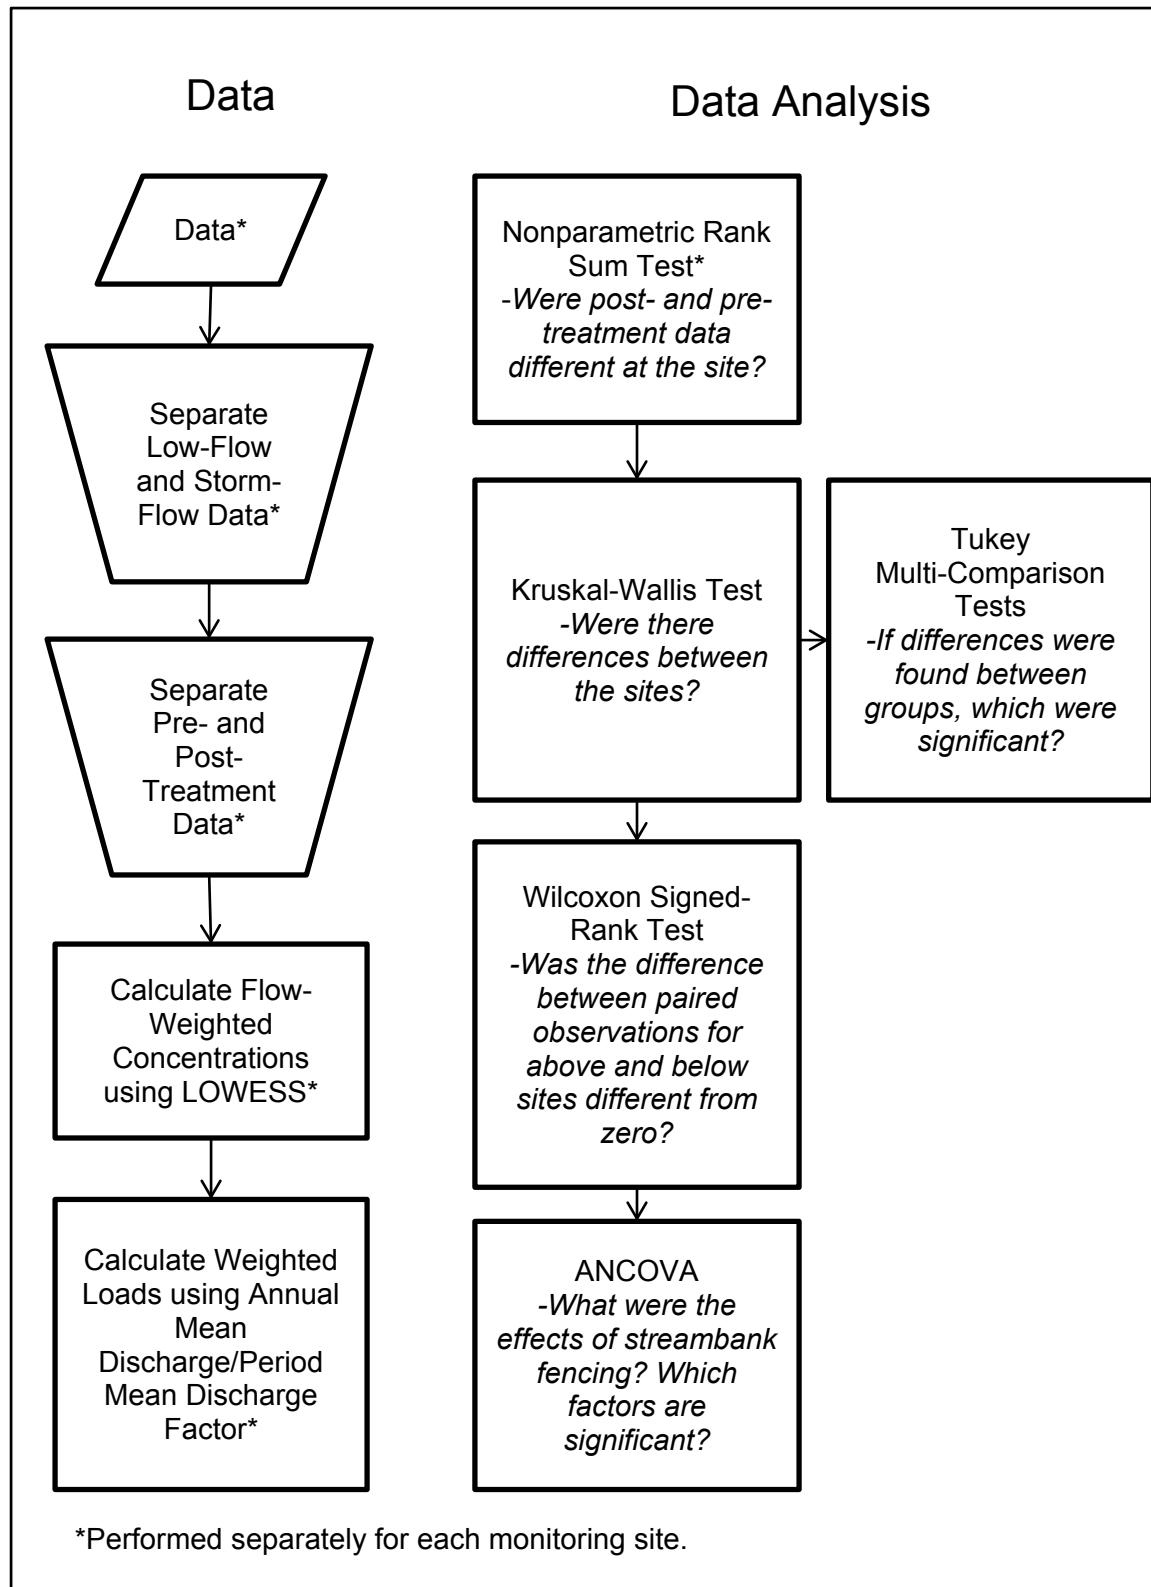 Data
Data*
Separate
Low-Flow
and Storm-
Flow Data*
Separate
Pre- and
Post-
Treatment
Data*
Calculate Flow-
Weighted
Concentrations
using LOWESS*
Calculate Weighted
Loads using Annual
Mean
Discharge/Period
Mean Discharge
Factor*
Data Analysis
Nonparametric Rank
Sum Test*
-Were post- and pre-
treatment data
different at the site?
Kruskal-Wallis Test
-Were there
differences between
the sites?
Tukey
Multi-Comparison
Tests
-If differences were
found between
groups, which were
significant?
Wilcoxon Signed-
Rank Test
-Was the difference
between paired
observations for
above and below
sites different from
zero?
ANCOVA
-What were the
effects of streambank
fencing? Which
factors are
significant?
*Performed separately for each monitoring site.